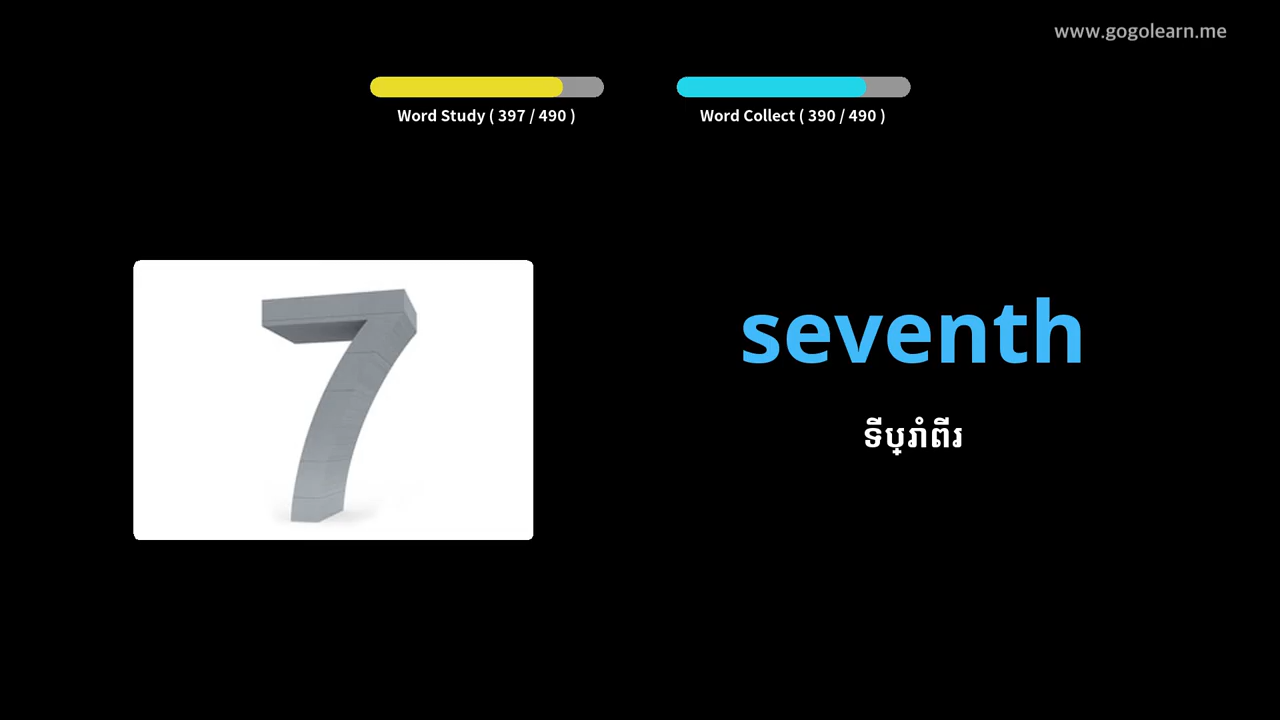 www.gogolearn.me
Word Study ( 397 / 490 )
Word Collect ( 390 / 490 )
7
seventh
ទីប្រាំពីរ